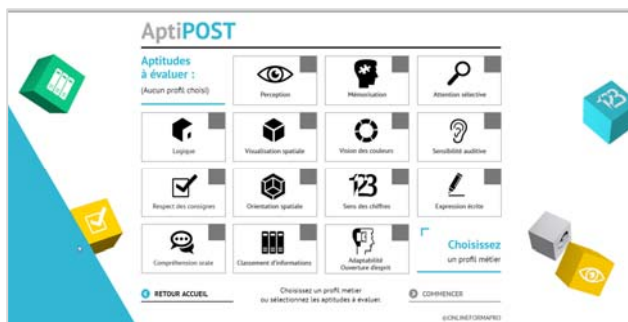 AptiPOST
Aptitudes
à évaluer :
(Aucun profil choisi)
Perception
Mémorisation
Attention sélective
Logique
Visualisation spatiale
Vision des couleurs
Sensibilité auditive
Respect des consignes
Orientation spatiale
123
Sens des chiffres
Expression écrite
Compréhension orale
Classement d'informations
Adaptabilité
Ouverture d'esprit
Choisissez
un profil métier
RETOUR ACCUEIL
Choisissez un profil métier
ou sélectionnez les aptitudes à évaluer.
COMMENCER
@ONLINEFORMAPRO
123